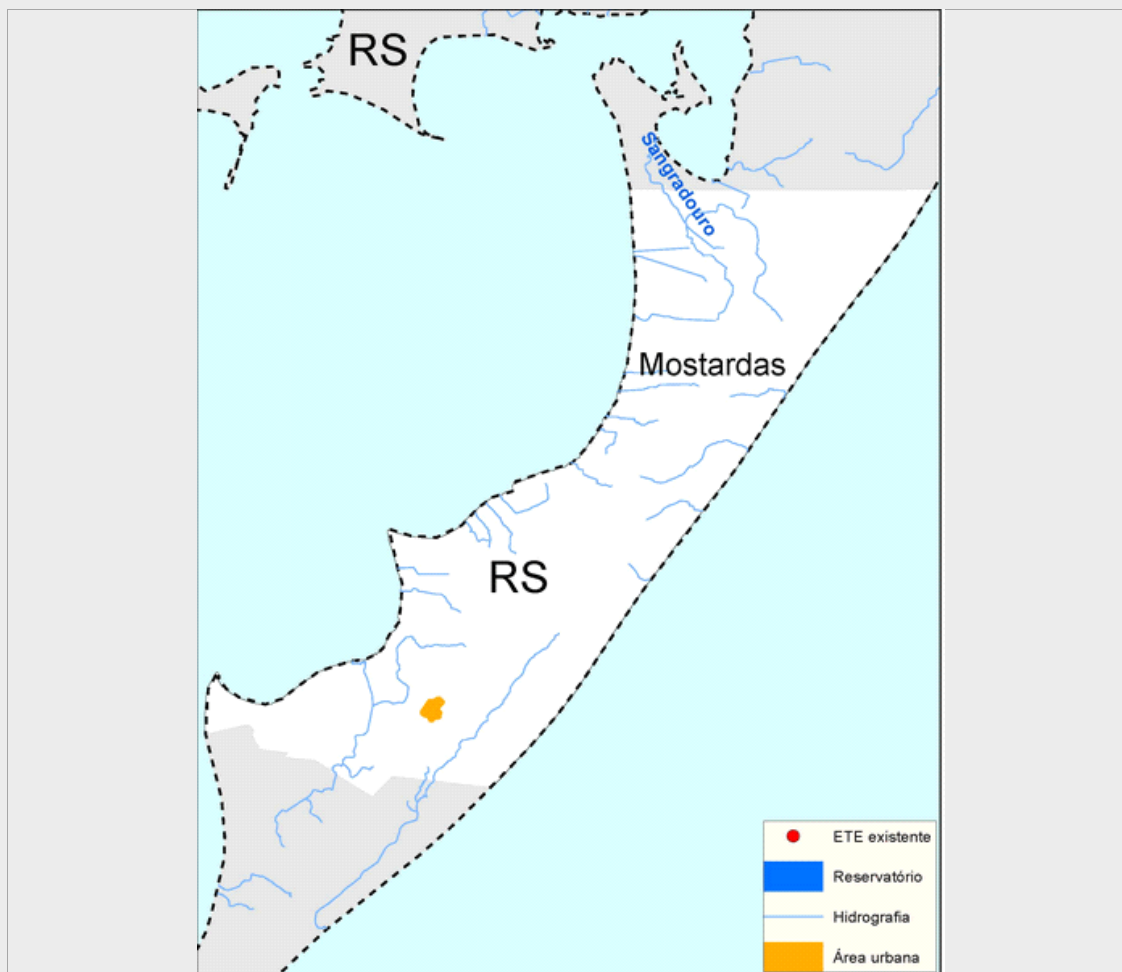 RS
Sangradouro
Mostardas
RS
ETE existente
Reservatório
Hidrografia
Área urbana